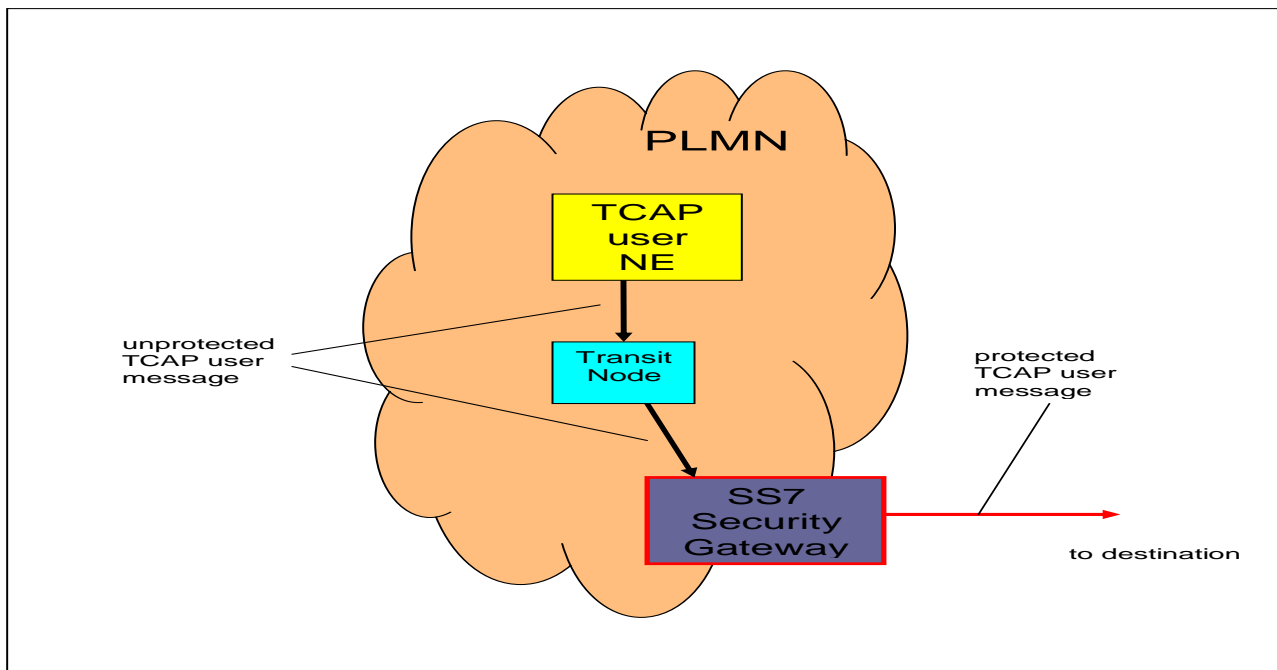 PLMN
TCAP
user
NE
unprotected
TCAP user
message
Transit
Node
protected
TCAP user
message
SS7
Security
Gateway
to destination